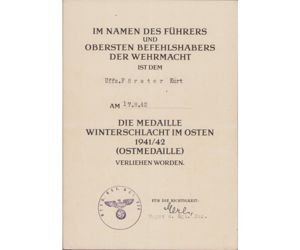 IM NAMEN DES FÜHRERS
UND
OBERSTEN BEFEHLSHABERS
DER WEHRMACHT
IST DEM
Uffz. Förster Kurt
AM 17.8.42
DIE MEDAILLE
WINTERSCHLACHT IM OSTEN
1941/42
(OSTMEDAILLE)
VERLIEHEN WORDEN.
FÜR DIE RICHTIGKEIT: